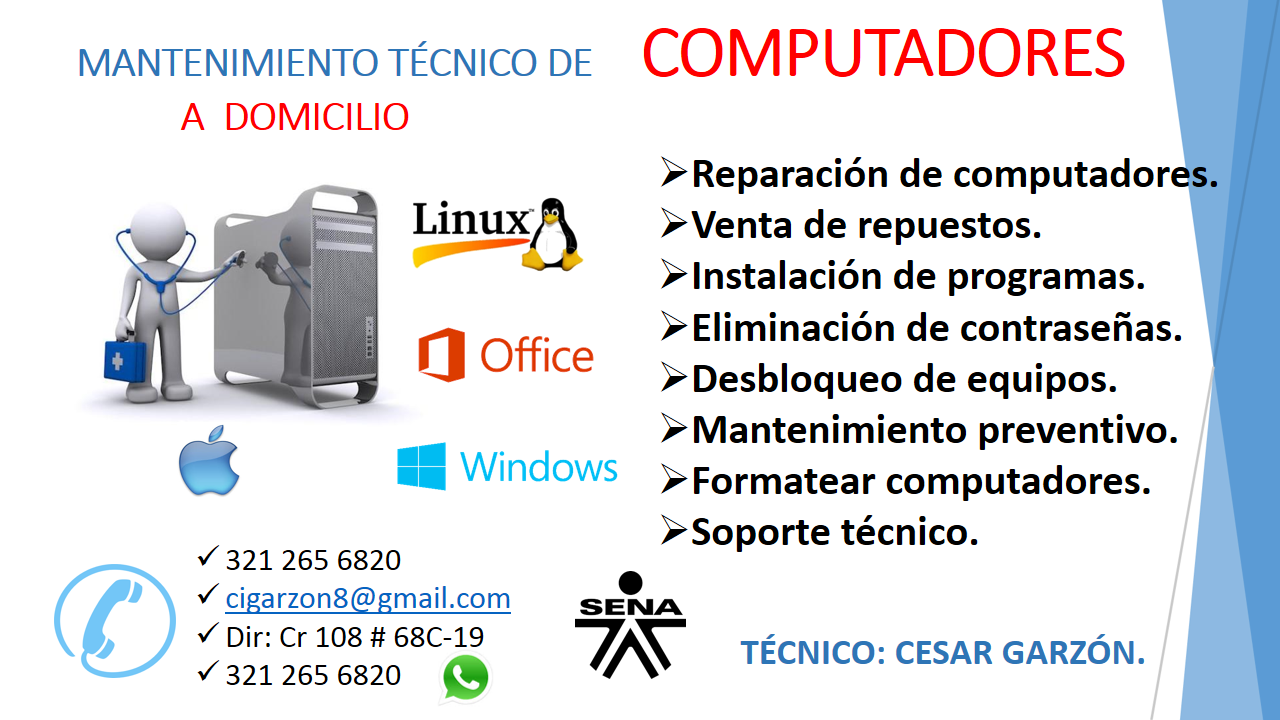 MANTENIMIENTO TÉCNICO DE COMPUTADORES
A DOMICILIO
Linux™
Office
Windows
➢Reparación de computadores.
➢Venta de repuestos.
➢Instalación de programas.
➢Eliminación de contraseñas.
➢Desbloqueo de equipos.
➢Mantenimiento preventivo.
➢Formatear computadores.
➢Soporte técnico.
✓ 321 265 6820
✓ cigarzon8@gmail.com
✓ Dir: Cr 108 # 68C-19
✓ 321 265 6820
SENA
TÉCNICO: CESAR GARZÓN.